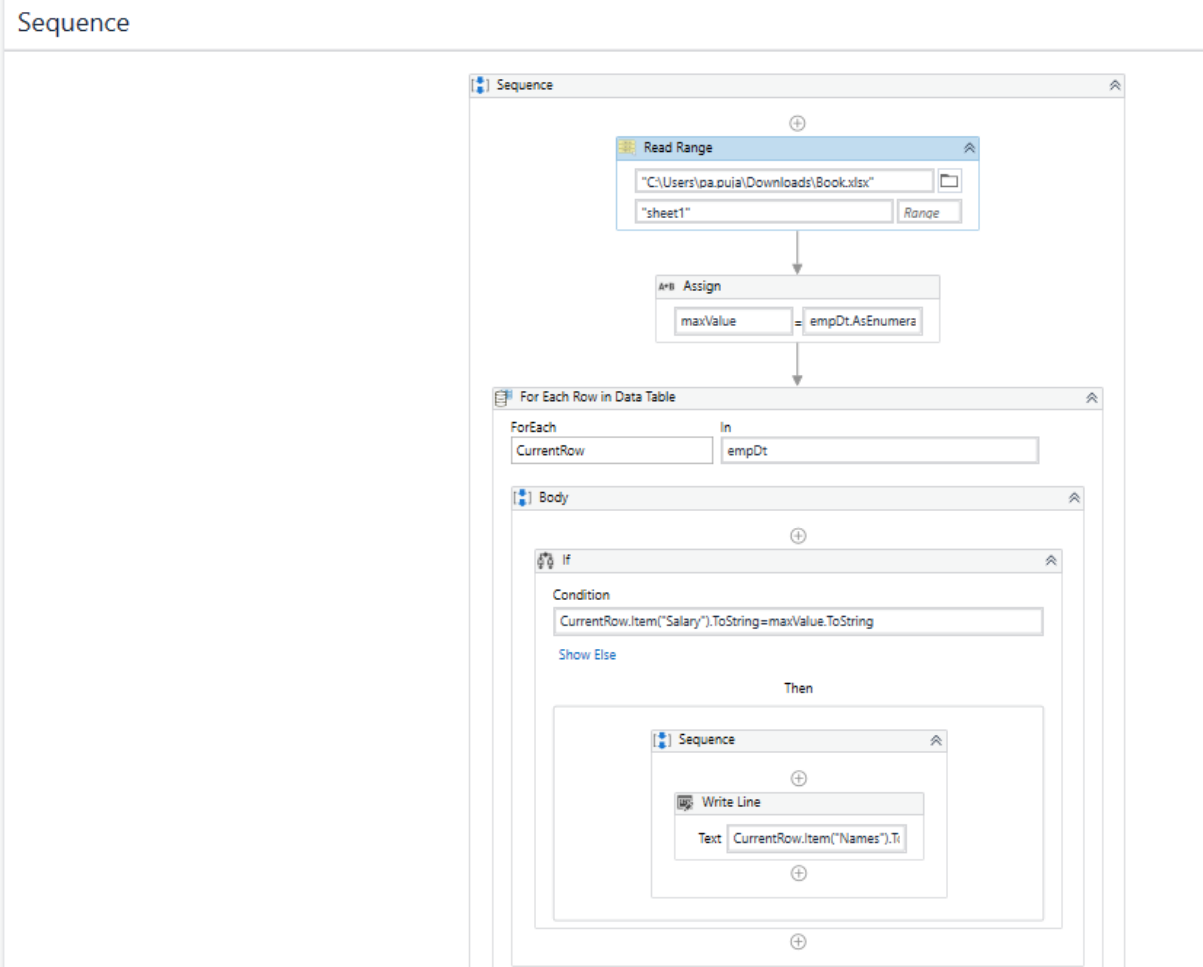 Sequence
Sequence
Read Range
"C:\Users\pa.puja\Downloads\Book.xlsx"
"sheet1" Range
A+B Assign
maxValue = empDt.AsEnumera
For Each Row in Data Table
ForEach In
CurrentRow empDt
Body
If
Condition
CurrentRow.Item("Salary").ToString=maxValue.ToString
Show Else
Then
Sequence
Write Line
Text CurrentRow.Item("Names").T